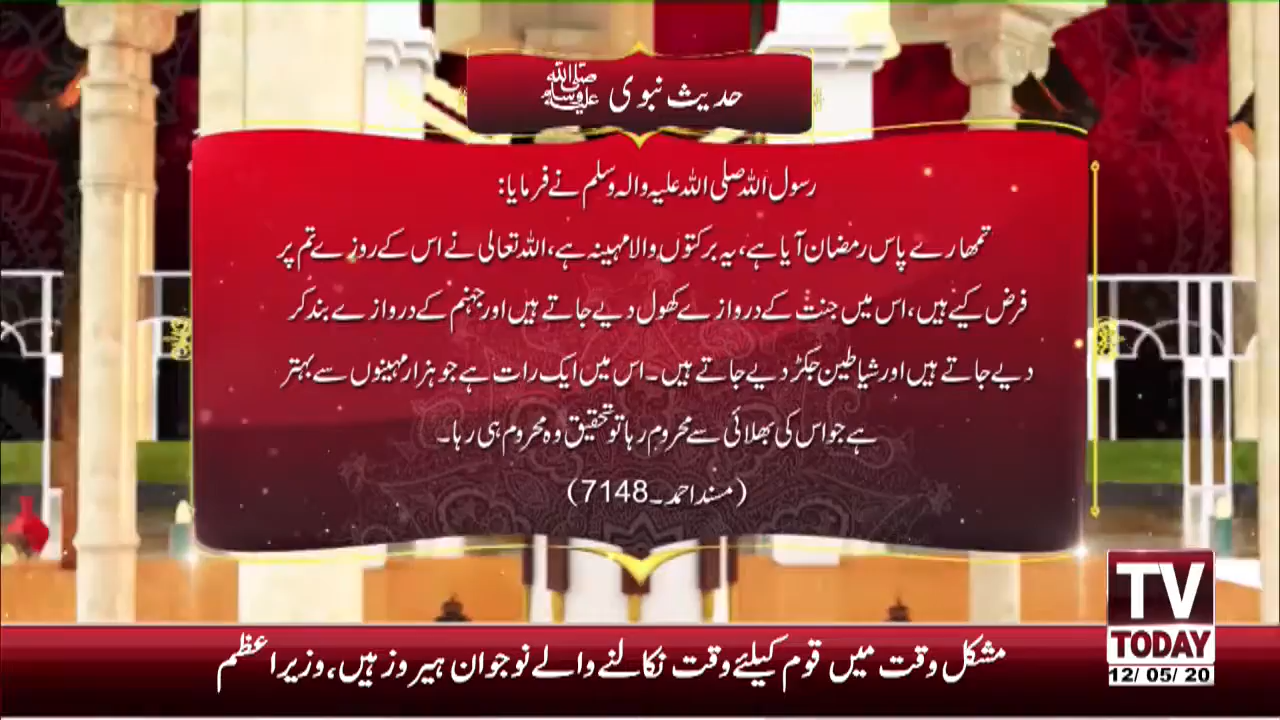 حدیث نبوی ﷺ
رسول اللہ صلی اللہ علیہ والہ وسلم نے فرمایا:
تمھارے پاس رمضان آیا ہے، یہ برکتوں والا مہینہ ہے، اللہ تعالی نے اس کے روزے تم پر
فرض کیے ہیں، اس میں جنت کے دروازے کھول دیے جاتے ہیں اور جہنم کے دروازے بند کر
دیے جاتے ہیں اور شیاطین جکڑ دیے جاتے ہیں۔ اس میں ایک رات ہے جو ہزار مہینوں سے بہتر
ہے جو اس کی بھلائی سے محروم رہا تو تحقیق وہ محروم ہی رہا۔
(مسند احمد۔7148)
TV
TODAY
12/ 05/ 20
مشکل وقت میں قوم کیلئے وقت نکالنے والے نوجوان ہیروز ہیں، وزیراعظم